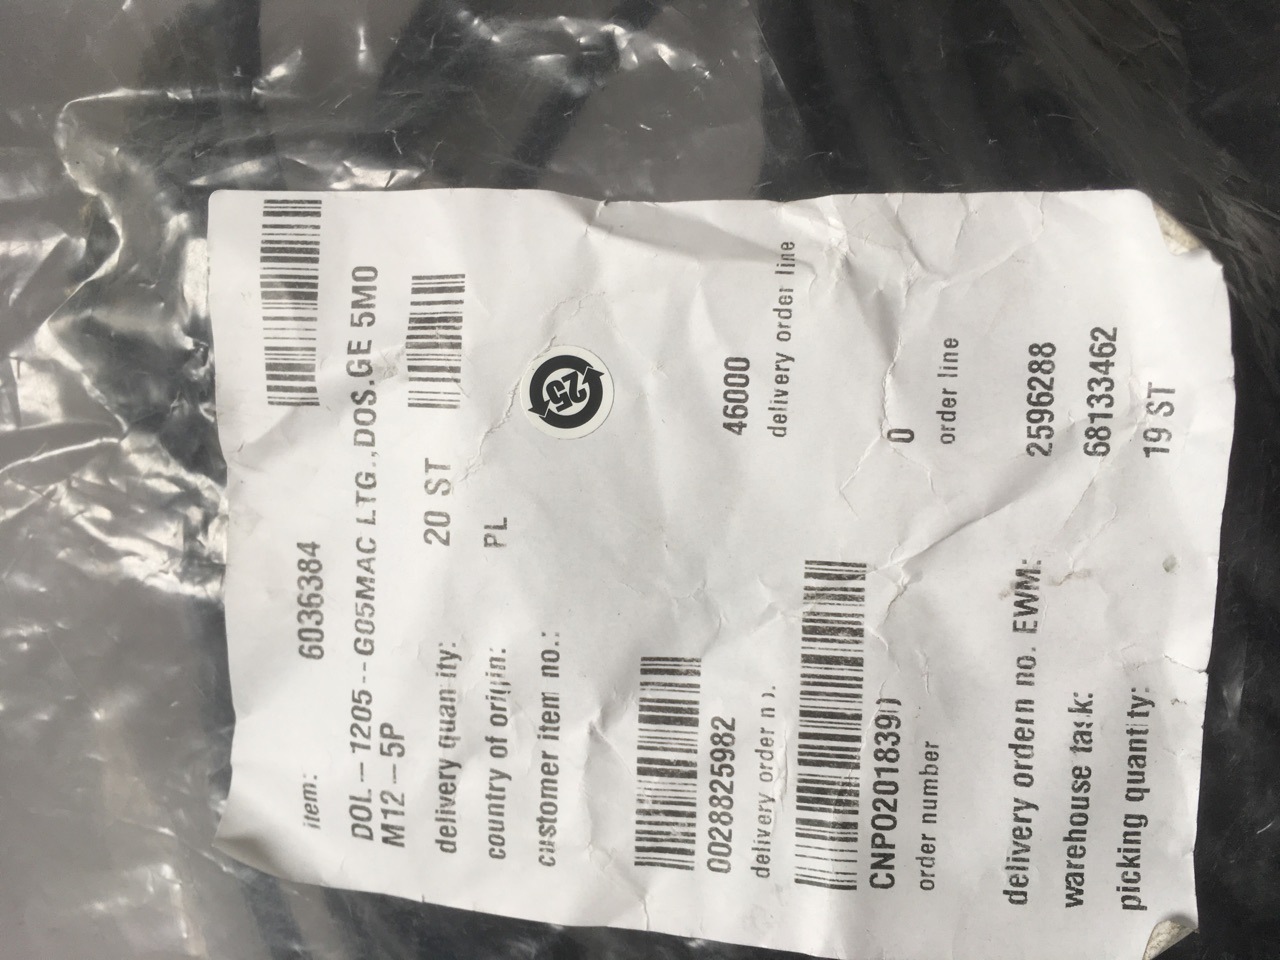 item: 6036384
DOL-1205--G05MAC LTG.,DOS.GE 5M0
M12-5P
delivery quantity: 20 ST
country of origin: PL
customer item no.:
25
0028825982 46000
delivery order no. delivery order line
0
order number order line
delivery ordern no. EWM: 2596288
warehouse task: 68133462
picking quantity: 19 ST